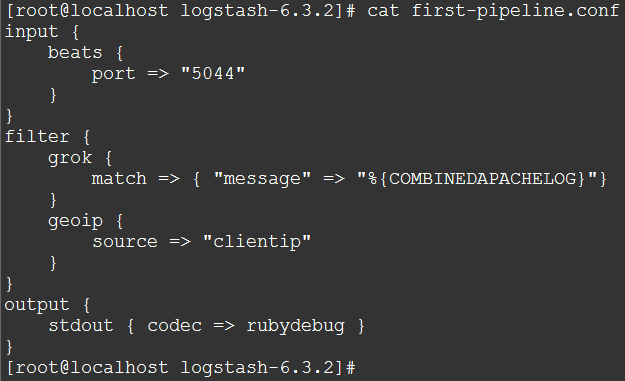 [root@localhost logstash-6.3.2]# cat first-pipeline.conf
input {
    beats {
        port => "5044"
    }
}
filter {
    grok {
        match => { "message" => "%{COMBINEDAPACHELOG}"}
    }
    geoip {
        source => "clientip"
    }
}
output {
    stdout { codec => rubydebug }
}
[root@localhost logstash-6.3.2]#